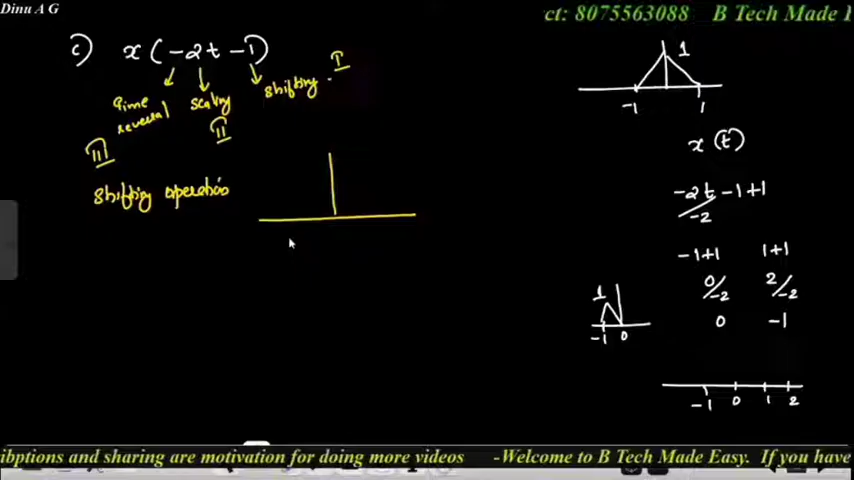 Dinu A G
ct: 8075563088 B Tech Made
c) x(-2t-1)
Time reversal
scaling
shifting
I
II
III
shifting operation
1
-1 1
x(t)
-2t-1+1
-2
-1+1 1+1
0/-2 2/-2
0 -1
1
-1 0
-1 0 1 2
ibptions and sharing are motivation for doing more videos -Welcome to B Tech Made Easy. If you have